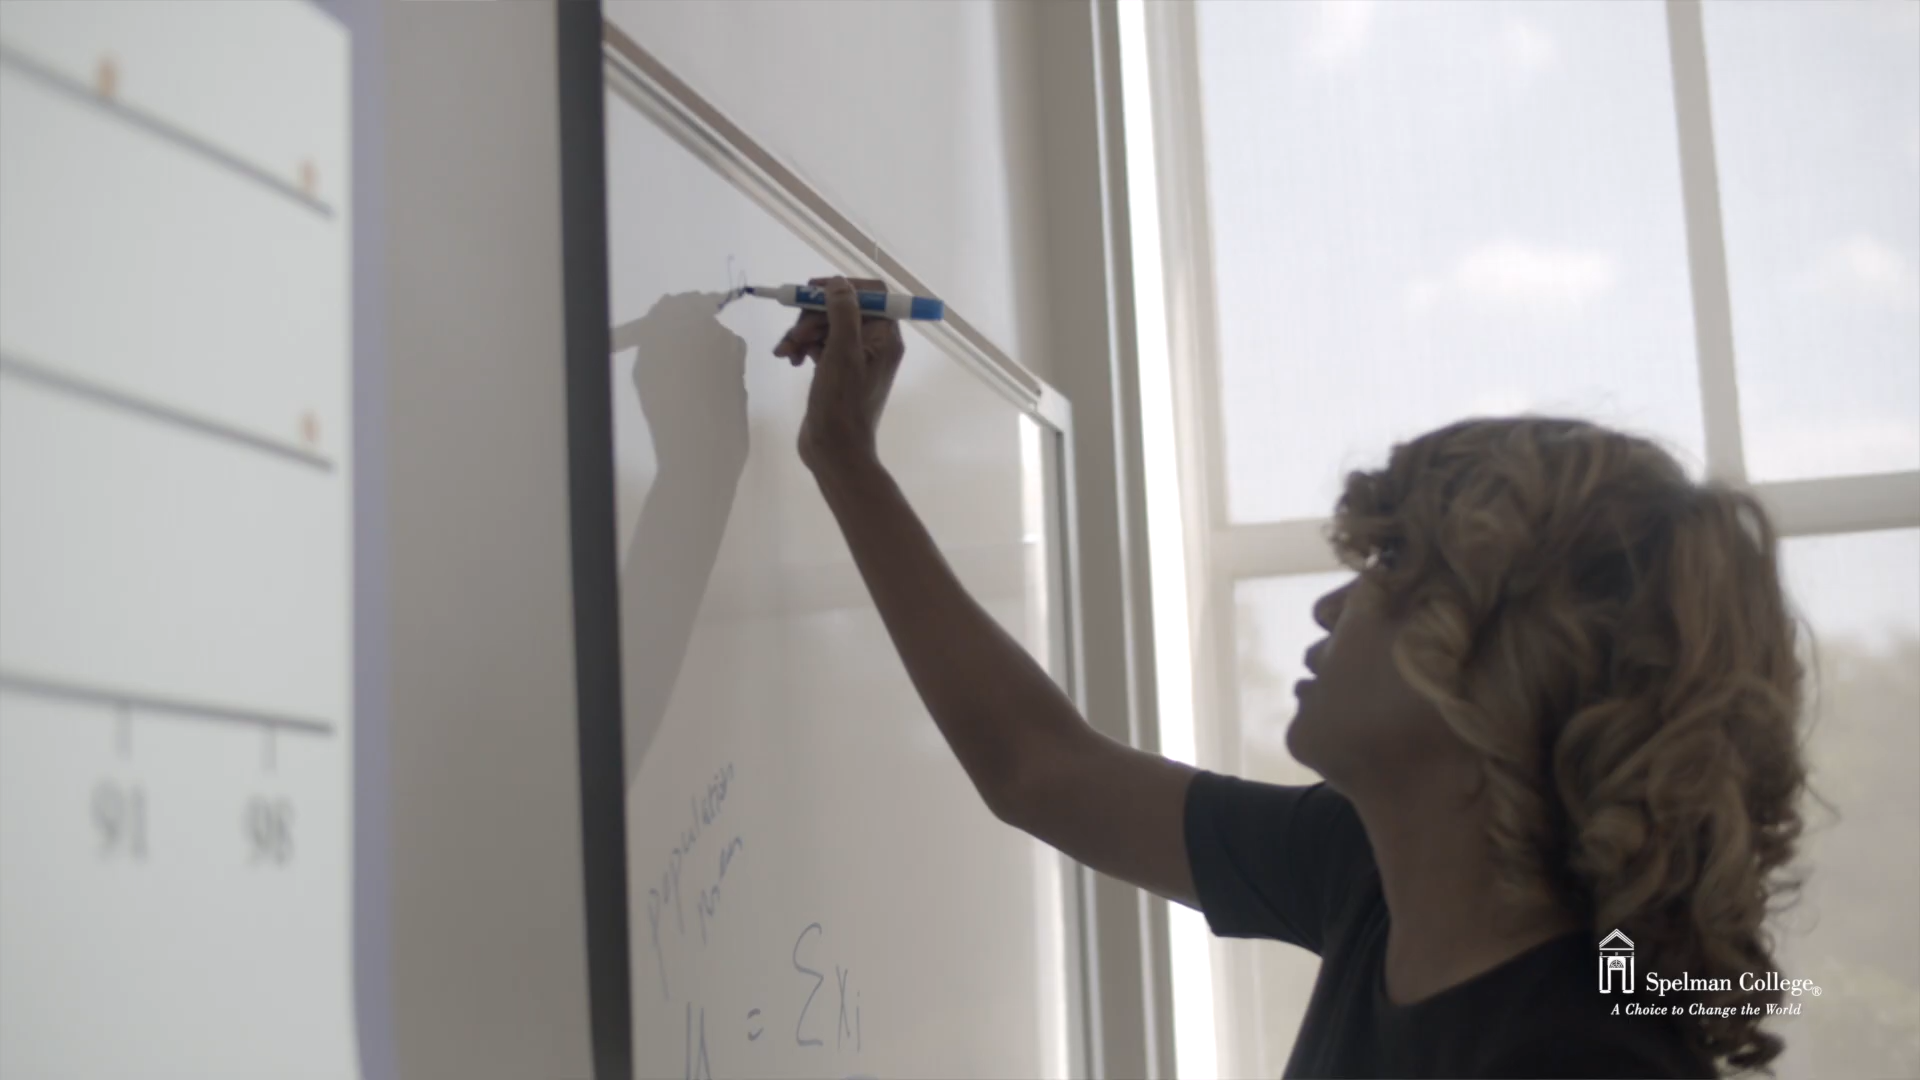 91 98
population
mean
μ = Σxi
Spelman College®
A Choice to Change the World